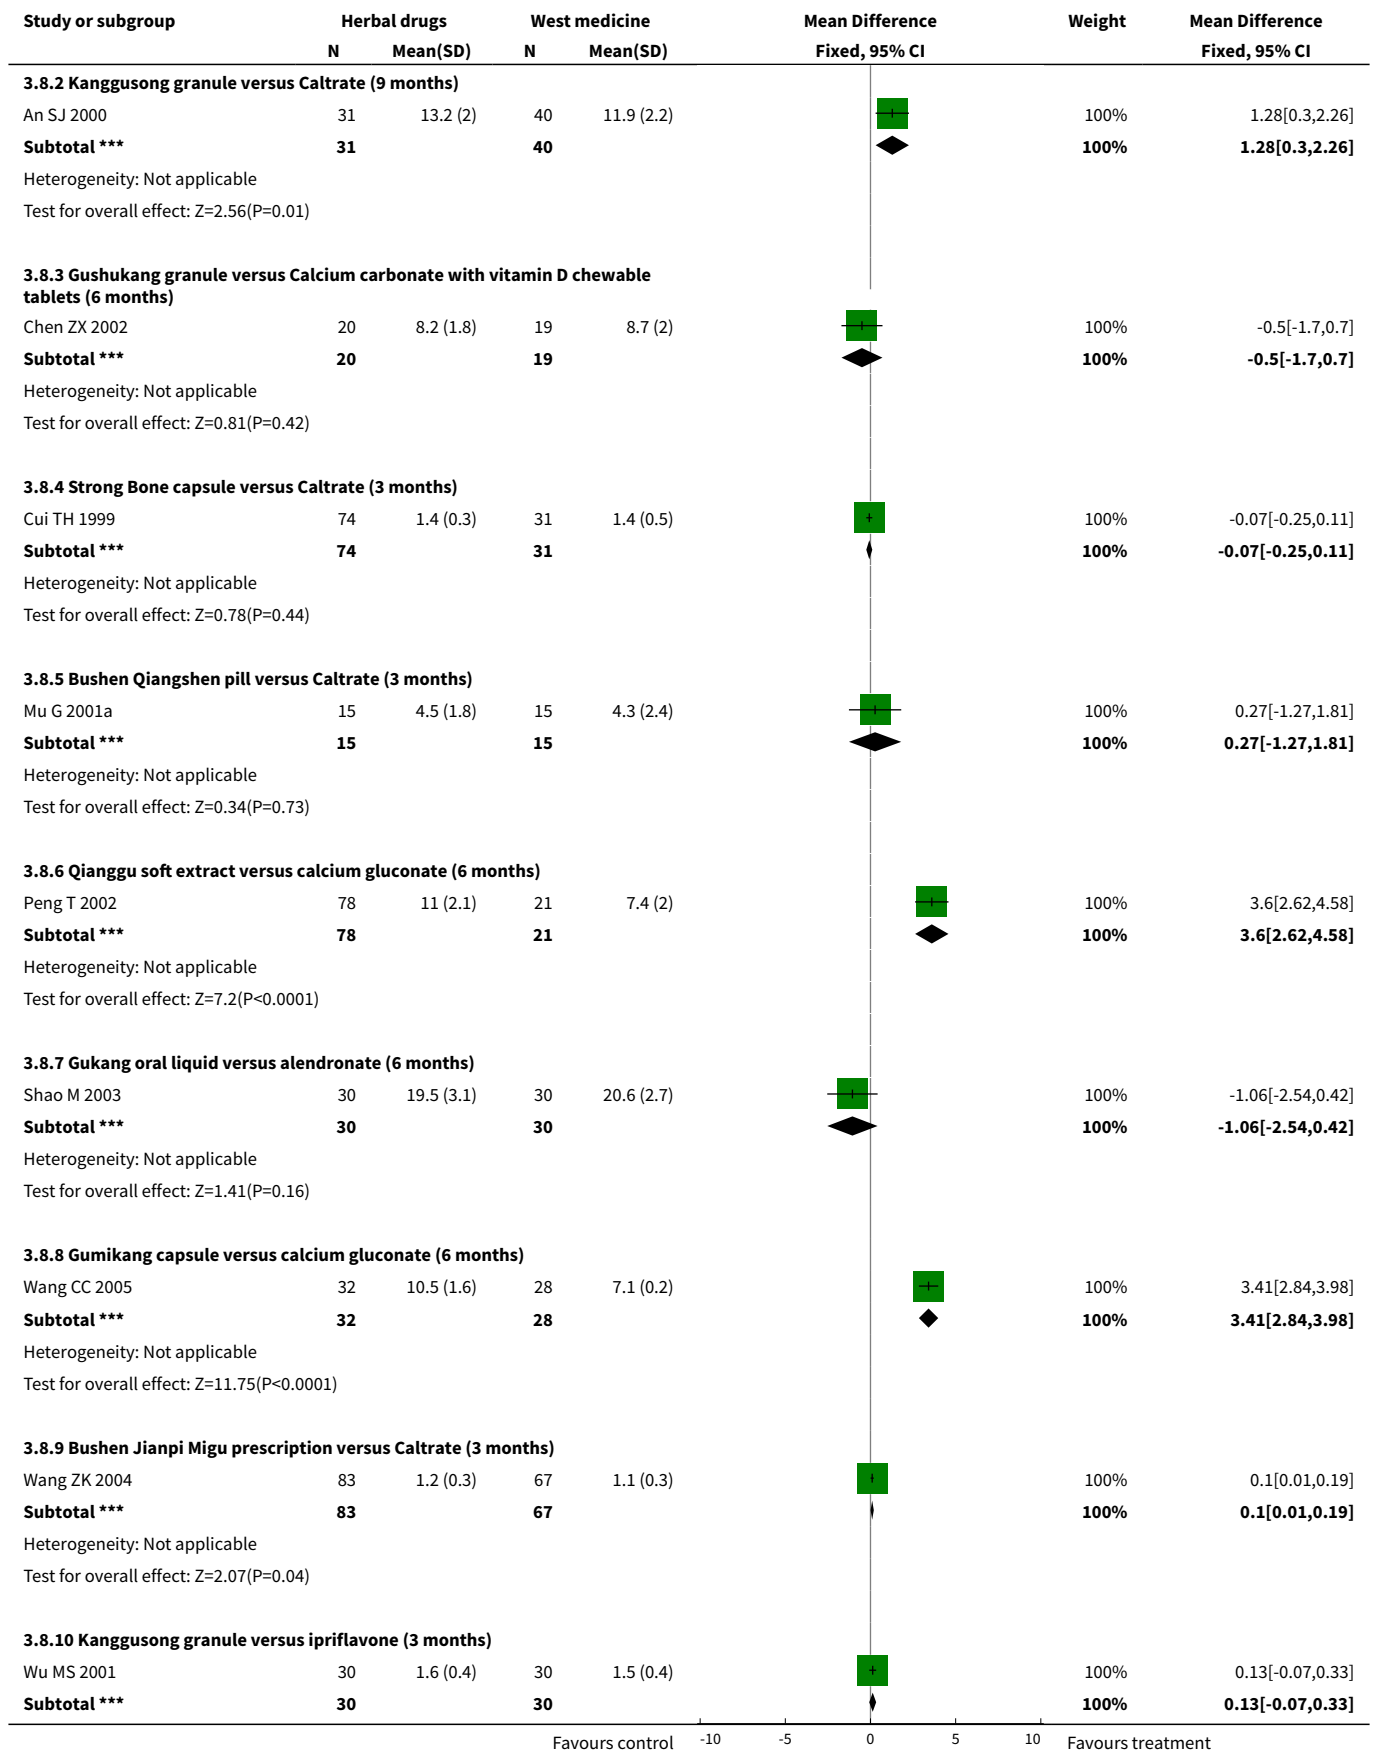 Study or subgroup Herbal drugs West medicine Mean Difference Weight Mean Difference
N Mean(SD) N Mean(SD) Fixed, 95% CI Fixed, 95% CI
3.8.2 Kanggusong granule versus Caltrate (9 months)
An SJ 2000 31 13.2 (2) 40 11.9 (2.2) 100% 1.28[0.3,2.26]
Subtotal *** 31 40 100% 1.28[0.3,2.26]
Heterogeneity: Not applicable
Test for overall effect: Z=2.56(P=0.01)
3.8.3 Gushukang granule versus Calcium carbonate with vitamin D chewable
tablets (6 months)
Chen ZX 2002 20 8.2 (1.8) 19 8.7 (2) 100% -0.5[-1.7,0.7]
Subtotal *** 20 19 100% -0.5[-1.7,0.7]
Heterogeneity: Not applicable
Test for overall effect: Z=0.81(P=0.42)
3.8.4 Strong Bone capsule versus Caltrate (3 months)
Cui TH 1999 74 1.4 (0.3) 31 1.4 (0.5) 100% -0.07[-0.25,0.11]
Subtotal *** 74 31 100% -0.07[-0.25,0.11]
Heterogeneity: Not applicable
Test for overall effect: Z=0.78(P=0.44)
3.8.5 Bushen Qiangshen pill versus Caltrate (3 months)
Mu G 2001a 15 4.5 (1.8) 15 4.3 (2.4) 100% 0.27[-1.27,1.81]
Subtotal *** 15 15 100% 0.27[-1.27,1.81]
Heterogeneity: Not applicable
Test for overall effect: Z=0.34(P=0.73)
3.8.6 Qianggu soft extract versus calcium gluconate (6 months)
Peng T 2002 78 11 (2.1) 21 7.4 (2) 100% 3.6[2.62,4.58]
Subtotal *** 78 21 100% 3.6[2.62,4.58]
Heterogeneity: Not applicable
Test for overall effect: Z=7.2(P<0.0001)
3.8.7 Gukang oral liquid versus alendronate (6 months)
Shao M 2003 30 19.5 (3.1) 30 20.6 (2.7) 100% -1.06[-2.54,0.42]
Subtotal *** 30 30 100% -1.06[-2.54,0.42]
Heterogeneity: Not applicable
Test for overall effect: Z=1.41(P=0.16)
3.8.8 Gumikang capsule versus calcium gluconate (6 months)
Wang CC 2005 32 10.5 (1.6) 28 7.1 (0.2) 100% 3.41[2.84,3.98]
Subtotal *** 32 28 100% 3.41[2.84,3.98]
Heterogeneity: Not applicable
Test for overall effect: Z=11.75(P<0.0001)
3.8.9 Bushen Jianpi Migu prescription versus Caltrate (3 months)
Wang ZK 2004 83 1.2 (0.3) 67 1.1 (0.3) 100% 0.1[0.01,0.19]
Subtotal *** 83 67 100% 0.1[0.01,0.19]
Heterogeneity: Not applicable
Test for overall effect: Z=2.07(P=0.04)
3.8.10 Kanggusong granule versus ipriflavone (3 months)
Wu MS 2001 30 1.6 (0.4) 30 1.5 (0.4) 100% 0.13[-0.07,0.33]
Subtotal *** 30 30 100% 0.13[-0.07,0.33]
Favours control -10 -5 0 5 10 Favours treatment